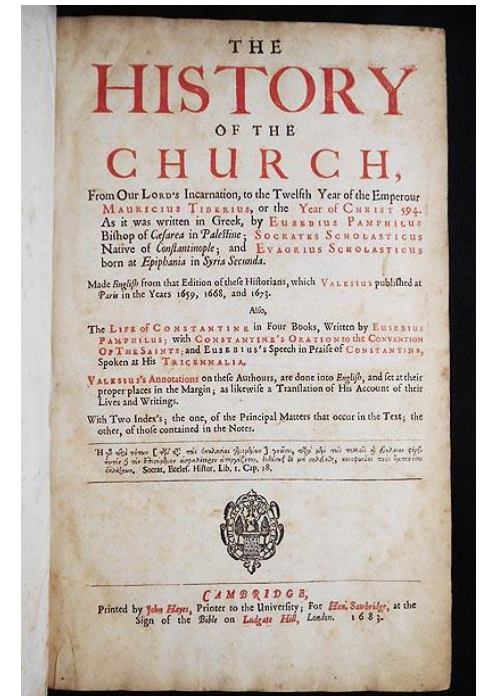 THE
HISTORY
OF THE
CHURCH,
From Our LORD'S Incarnation, to the Twelfth Year of the Emperour
MAURICIUS TIBERIUS, or the Year of CHRIST 594.
As it was written in Greek, by EUSEBIUS PAMPHILUS
Bishop of Cæsarea in Palestine; SOCRATES SCHOLASTICUS
Native of Constantinople; and EVAGRIUS SCHOLASTICUS
born at Epiphania in Syria Secunda.
Made English from that Edition of these Historians, which VALESIUS published at
Paris in the Years 1659, 1668, and 1673.
Also,
The LIFE of CONSTANTINE in Four Books, Written by EUSEBIUS
PAMPHILUS; with CONSTANTINE'S ORATION to the CONVENTION
OF THE SAINTS; and EUSEBIUS'S Speech in Praise of CONSTANTINE,
Spoken at His TRICENNALIA.
VALESIUS'S Annotations on these Authours, are done into English, and set at their
proper places in the Margin; as likewise a Translation of His Account of their
Lives and Writings.
With Two Index's; the one, of the Principal Matters that occur in the Text; the
other, of those contained in the Notes.
Socrat. Eccles. Histor. Lib. 1. Cap. 18.
CAMBRIDGE,
Printed by John Hayes, Printer to the University; For Han. Sawbridge, at the
Sign of the Bible on Ludgate Hill, London. 1683.